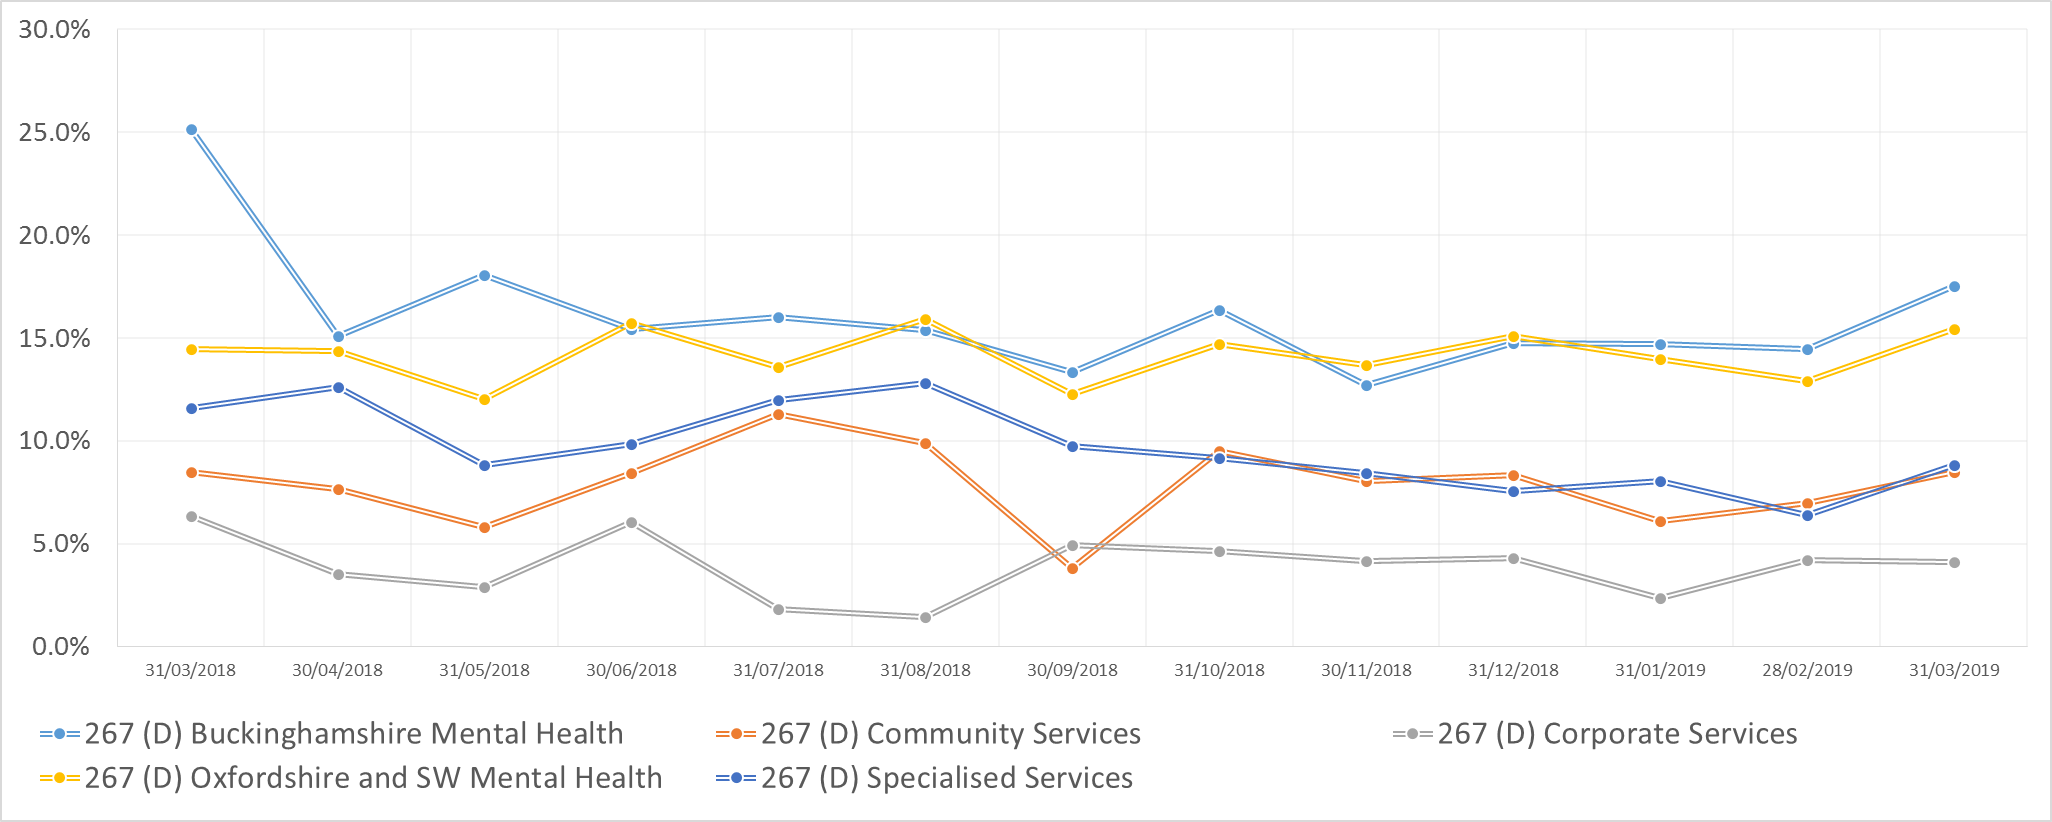 30.0%
25.0%
20.0%
15.0%
10.0%
5.0%
0.0%
31/03/2018 30/04/2018 31/05/2018 30/06/2018 31/07/2018 31/08/2018 30/09/2018 31/10/2018 30/11/2018 31/12/2018 31/01/2019 28/02/2019 31/03/2019
267 (D) Buckinghamshire Mental Health 267 (D) Community Services 267 (D) Corporate Services
267 (D) Oxfordshire and SW Mental Health 267 (D) Specialised Services